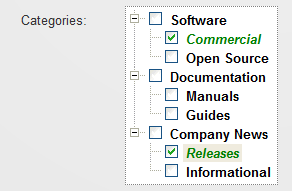 Categories:
Software
Commercial
Open Source
Documentation
Manuals
Guides
Company News
Releases
Informational